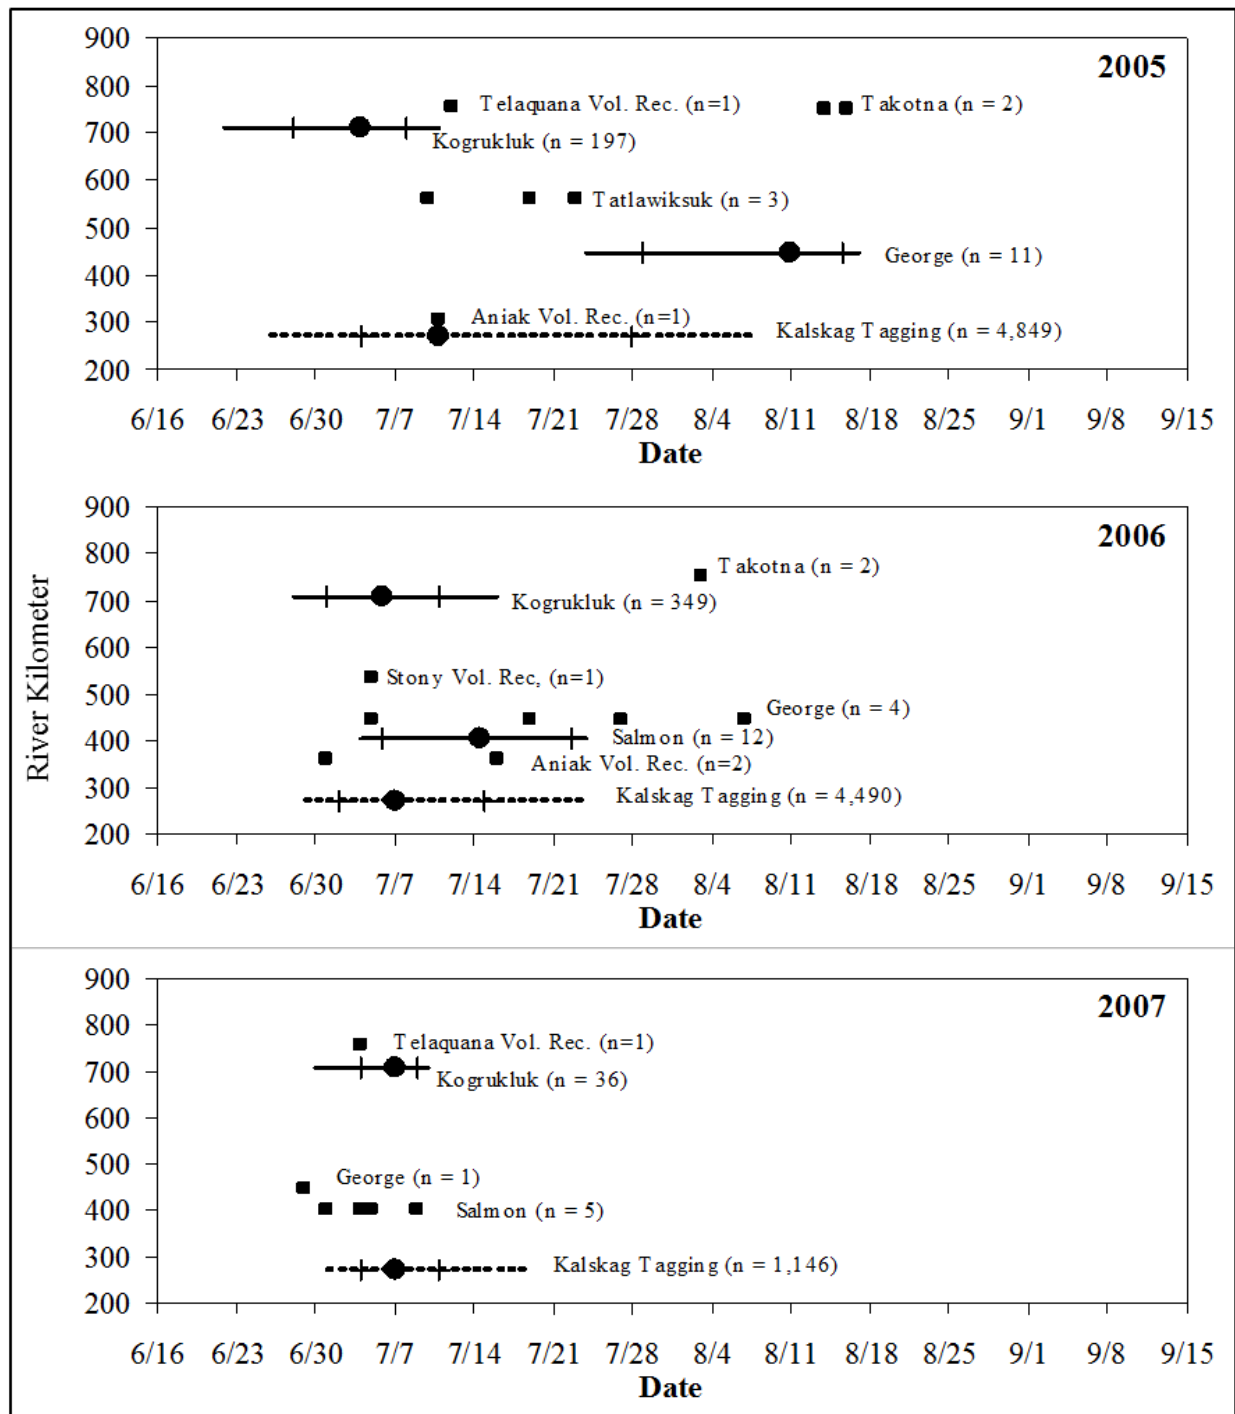 900
2005
800
Telaquana Vol. Rec. (n=1)
Takotna (n = 2)
700
Kogrukluk (n = 197)
600
Tatlawiksuk (n = 3)
500
George (n = 11)
400
300
Aniak Vol. Rec. (n=1)
Kalskag Tagging (n = 4,849)
200
6/16 6/23 6/30 7/7 7/14 7/21 7/28 8/4 8/11 8/18 8/25 9/1 9/8 9/15
Date
River Kilometer
900
2006
800
Takotna (n = 2)
700
Kogrukluk (n = 349)
600
Stony Vol. Rec, (n=1)
500
George (n = 4)
400
Salmon (n = 12)
Aniak Vol. Rec. (n=2)
300
Kalskag Tagging (n = 4,490)
200
6/16 6/23 6/30 7/7 7/14 7/21 7/28 8/4 8/11 8/18 8/25 9/1 9/8 9/15
Date
900
2007
800
Telaquana Vol. Rec. (n=1)
700
Kogrukluk (n = 36)
600
500
George (n = 1)
400
Salmon (n = 5)
300
Kalskag Tagging (n = 1,146)
200
6/16 6/23 6/30 7/7 7/14 7/21 7/28 8/4 8/11 8/18 8/25 9/1 9/8 9/15
Date